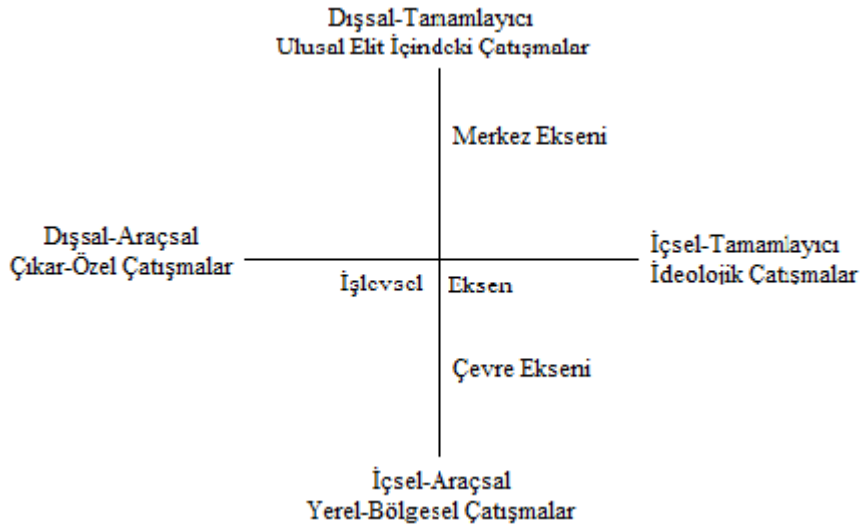 Dışsal-Tamamlayıcı
Ulusal Elit İçindeki Çatışmalar
Merkez Ekseni
Dışsal-Araçsal
Çıkar-Özel Çatışmalar
İçsel-Tamamlayıcı
İdeolojik Çatışmalar
İşlevsel Eksen
Çevre Ekseni
İçsel-Araçsal
Yerel-Bölgesel Çatışmalar